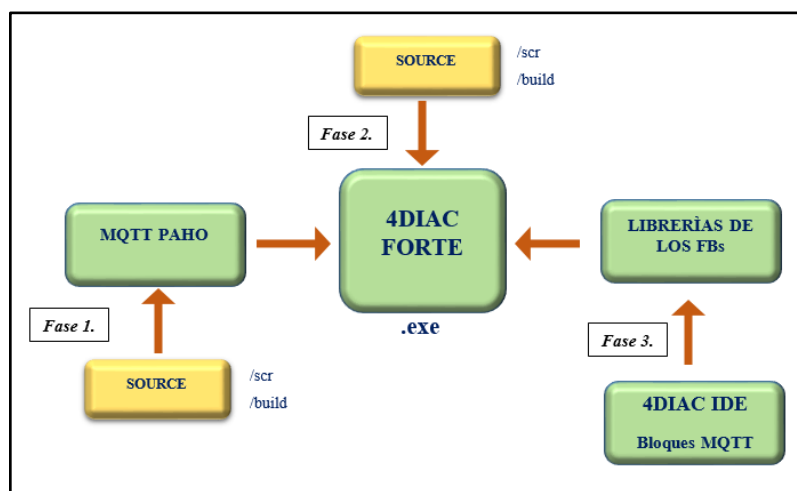 SOURCE
/scr
/build
Fase 2.
MQTT PAHO
4DIAC
FORTE
.exe
LIBRERÌAS DE
LOS FBs
Fase 1.
SOURCE
/scr
/build
Fase 3.
4DIAC IDE
Bloques MQTT